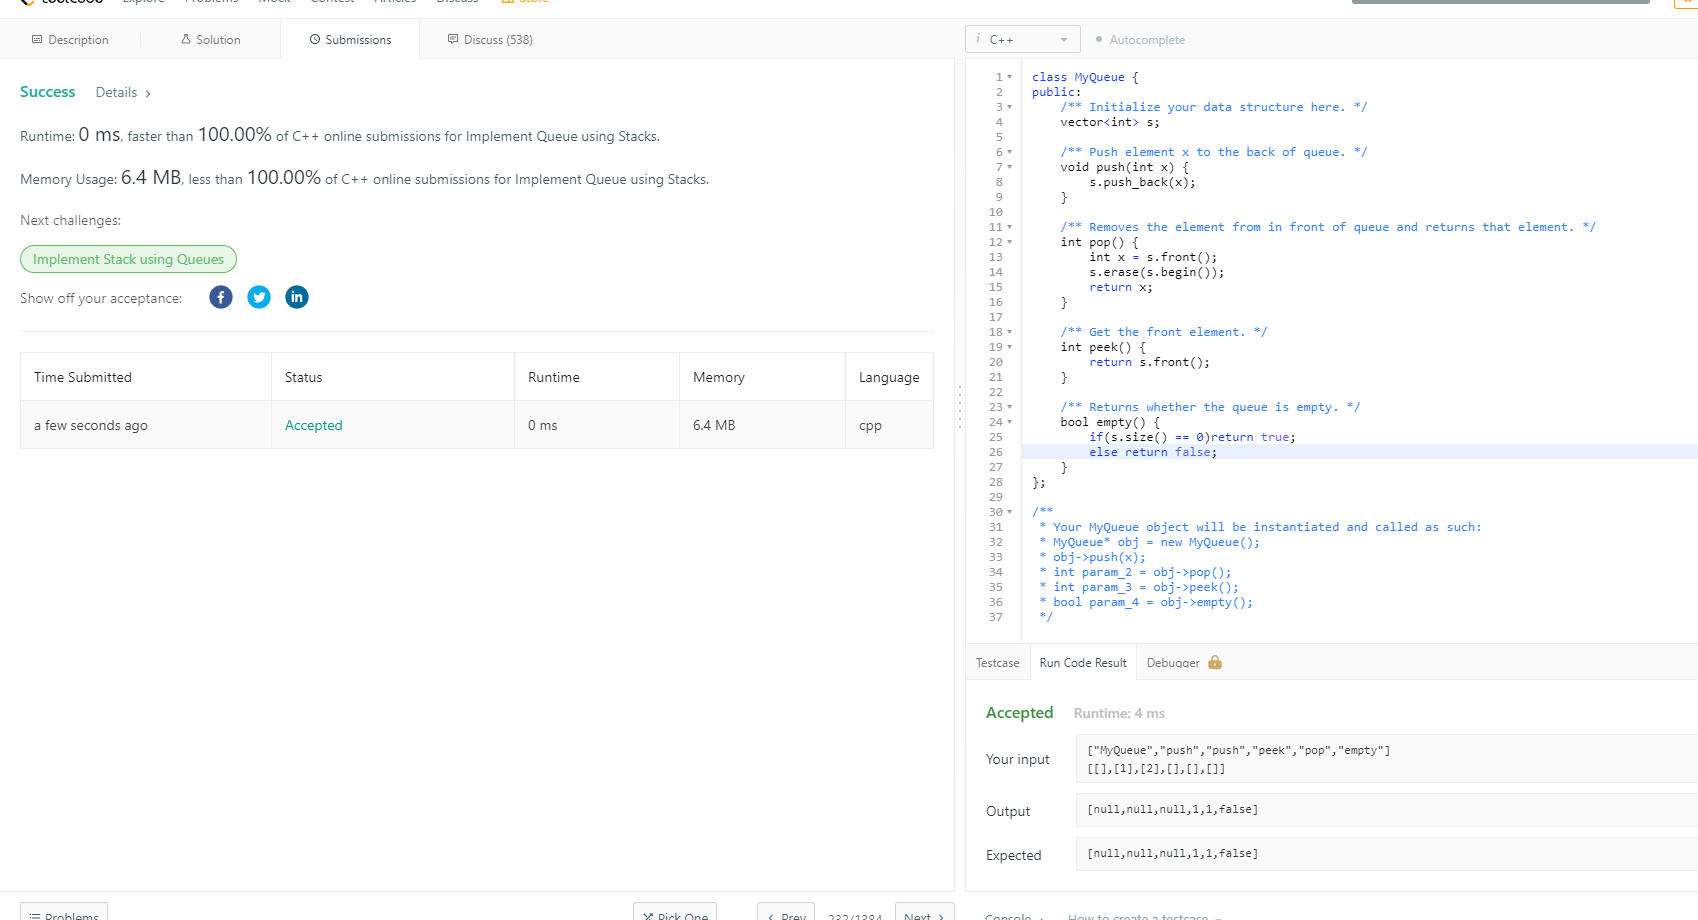 Description
Solution
Submissions
Discuss (538)
i C++
Autocomplete
Success Details
Runtime: 0 ms, faster than 100.00% of C++ online submissions for Implement Queue using Stacks.
Memory Usage: 6.4 MB, less than 100.00% of C++ online submissions for Implement Queue using Stacks.
Next challenges:
Implement Stack using Queues
Show off your acceptance:
Time Submitted Status Runtime Memory Language
a few seconds ago Accepted 0 ms 6.4 MB cpp
1 class MyQueue {
2 public:
3 /** Initialize your data structure here. */
4 vector<int> s;
5
6 /** Push element x to the back of queue. */
7 void push(int x) {
8 s.push_back(x);
9 }
10
11 /** Removes the element from in front of queue and returns that element. */
12 int pop() {
13 int x = s.front();
14 s.erase(s.begin());
15 return x;
16 }
17
18 /** Get the front element. */
19 int peek() {
20 return s.front();
21 }
22
23 /** Returns whether the queue is empty. */
24 bool empty() {
25 if(s.size() == 0)return true;
26 else return false;
27 }
28 };
29
30 /**
31 * Your MyQueue object will be instantiated and called as such:
32 * MyQueue* obj = new MyQueue();
33 * obj->push(x);
34 * int param_2 = obj->pop();
35 * int param_3 = obj->peek();
36 * bool param_4 = obj->empty();
37 */
Testcase Run Code Result Debugger
Accepted Runtime: 4 ms
Your input
["MyQueue","push","push","peek","pop","empty"]
[[],[1],[2],[],[],[]]
Output
[null,null,null,1,1,false]
Expected
[null,null,null,1,1,false]
Problems
Pick One
Prev
232/1384
Next
Console
How to create a testcase